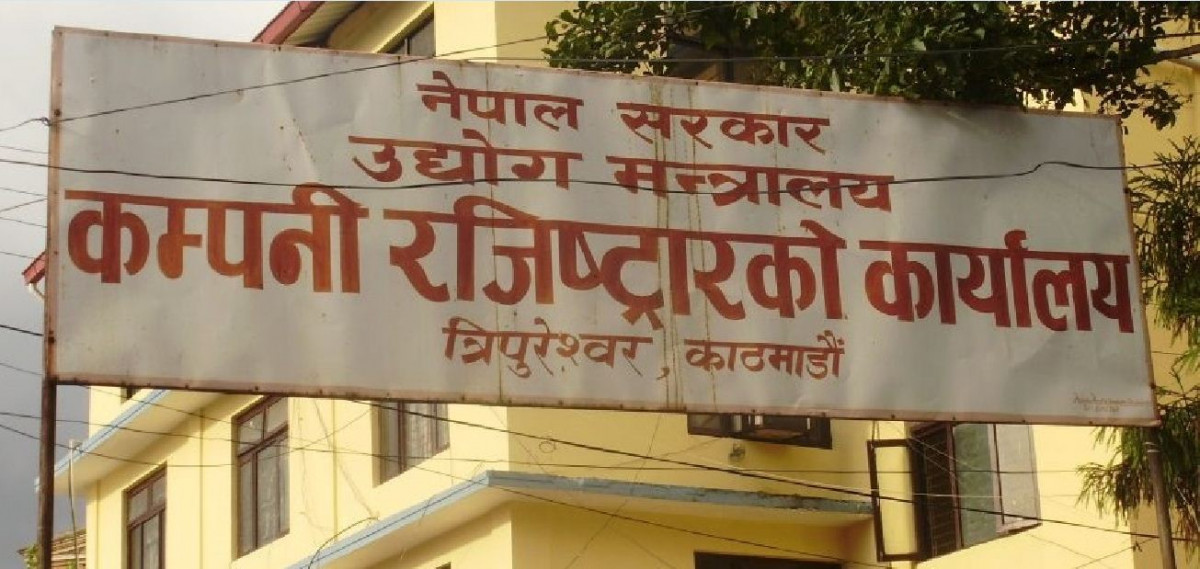 नेपाल सरकार
उद्योग मन्त्रालय
कम्पनी रजिष्ट्रारको कार्यालय
त्रिपुरेश्वर, काठमाडौं